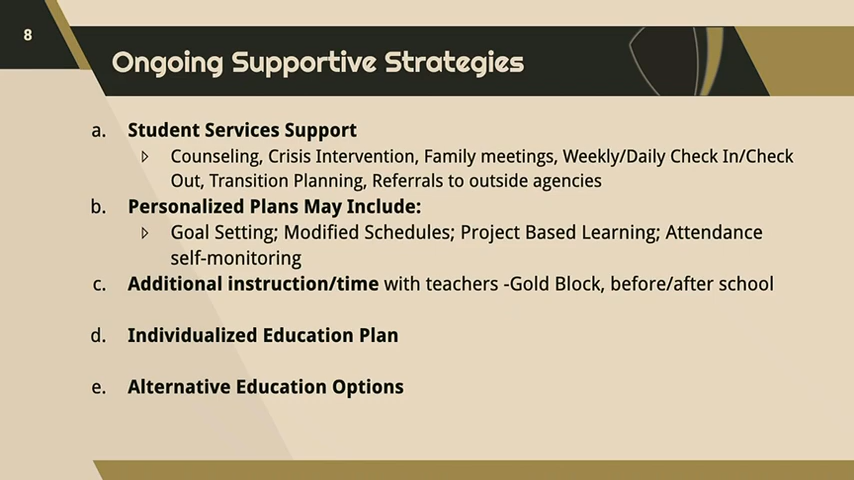 8
Ongoing Supportive Strategies
a. Student Services Support
▷ Counseling, Crisis Intervention, Family meetings, Weekly/Daily Check In/Check
Out, Transition Planning, Referrals to outside agencies
b. Personalized Plans May Include:
▷ Goal Setting; Modified Schedules; Project Based Learning; Attendance
self-monitoring
c. Additional instruction/time with teachers -Gold Block, before/after school
d. Individualized Education Plan
e. Alternative Education Options